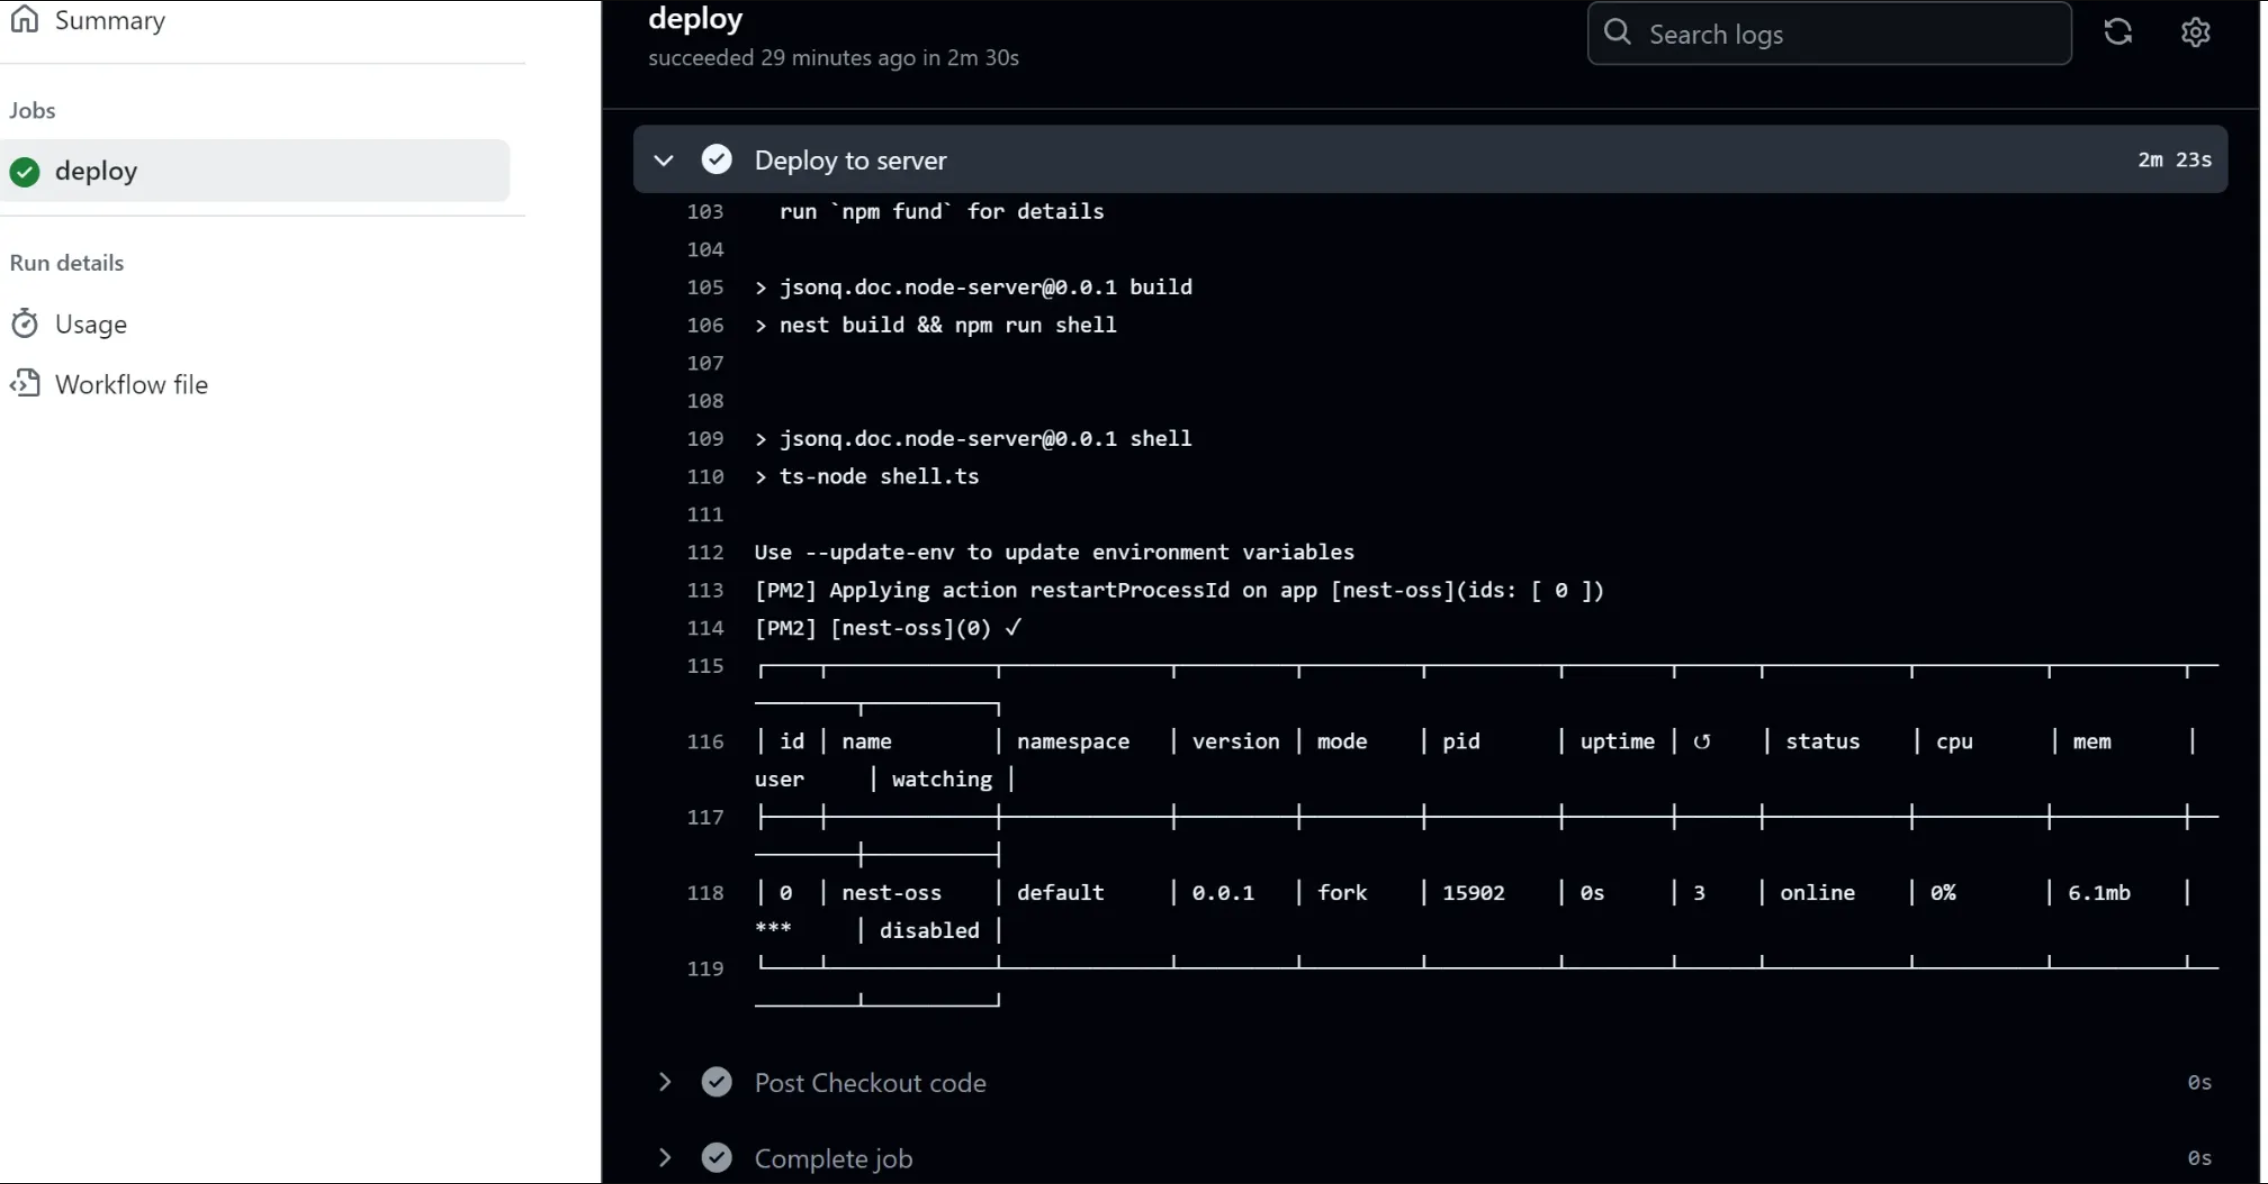 Summary
Jobs
deploy
Run details
Usage
Workflow file
deploy
succeeded 29 minutes ago in 2m 30s
Search logs
Deploy to server 2m 23s
103 run `npm fund` for details
104
105 > jsonq.doc.node-server@0.0.1 build
106 > nest build && npm run shell
107
108
109 > jsonq.doc.node-server@0.0.1 shell
110 > ts-node shell.ts
111
112 Use --update-env to update environment variables
113 [PM2] Applying action restartProcessId on app [nest-oss](ids: [ 0 ])
114 [PM2] [nest-oss](0) ✓
115
116 │ id │ name │ namespace │ version │ mode │ pid │ uptime │ ↺ │ status │ cpu │ mem │
user │ watching │
117
118 │ 0 │ nest-oss │ default │ 0.0.1 │ fork │ 15902 │ 0s │ 3 │ online │ 0% │ 6.1mb │
*** │ disabled │
119
Post Checkout code 0s
Complete job 0s